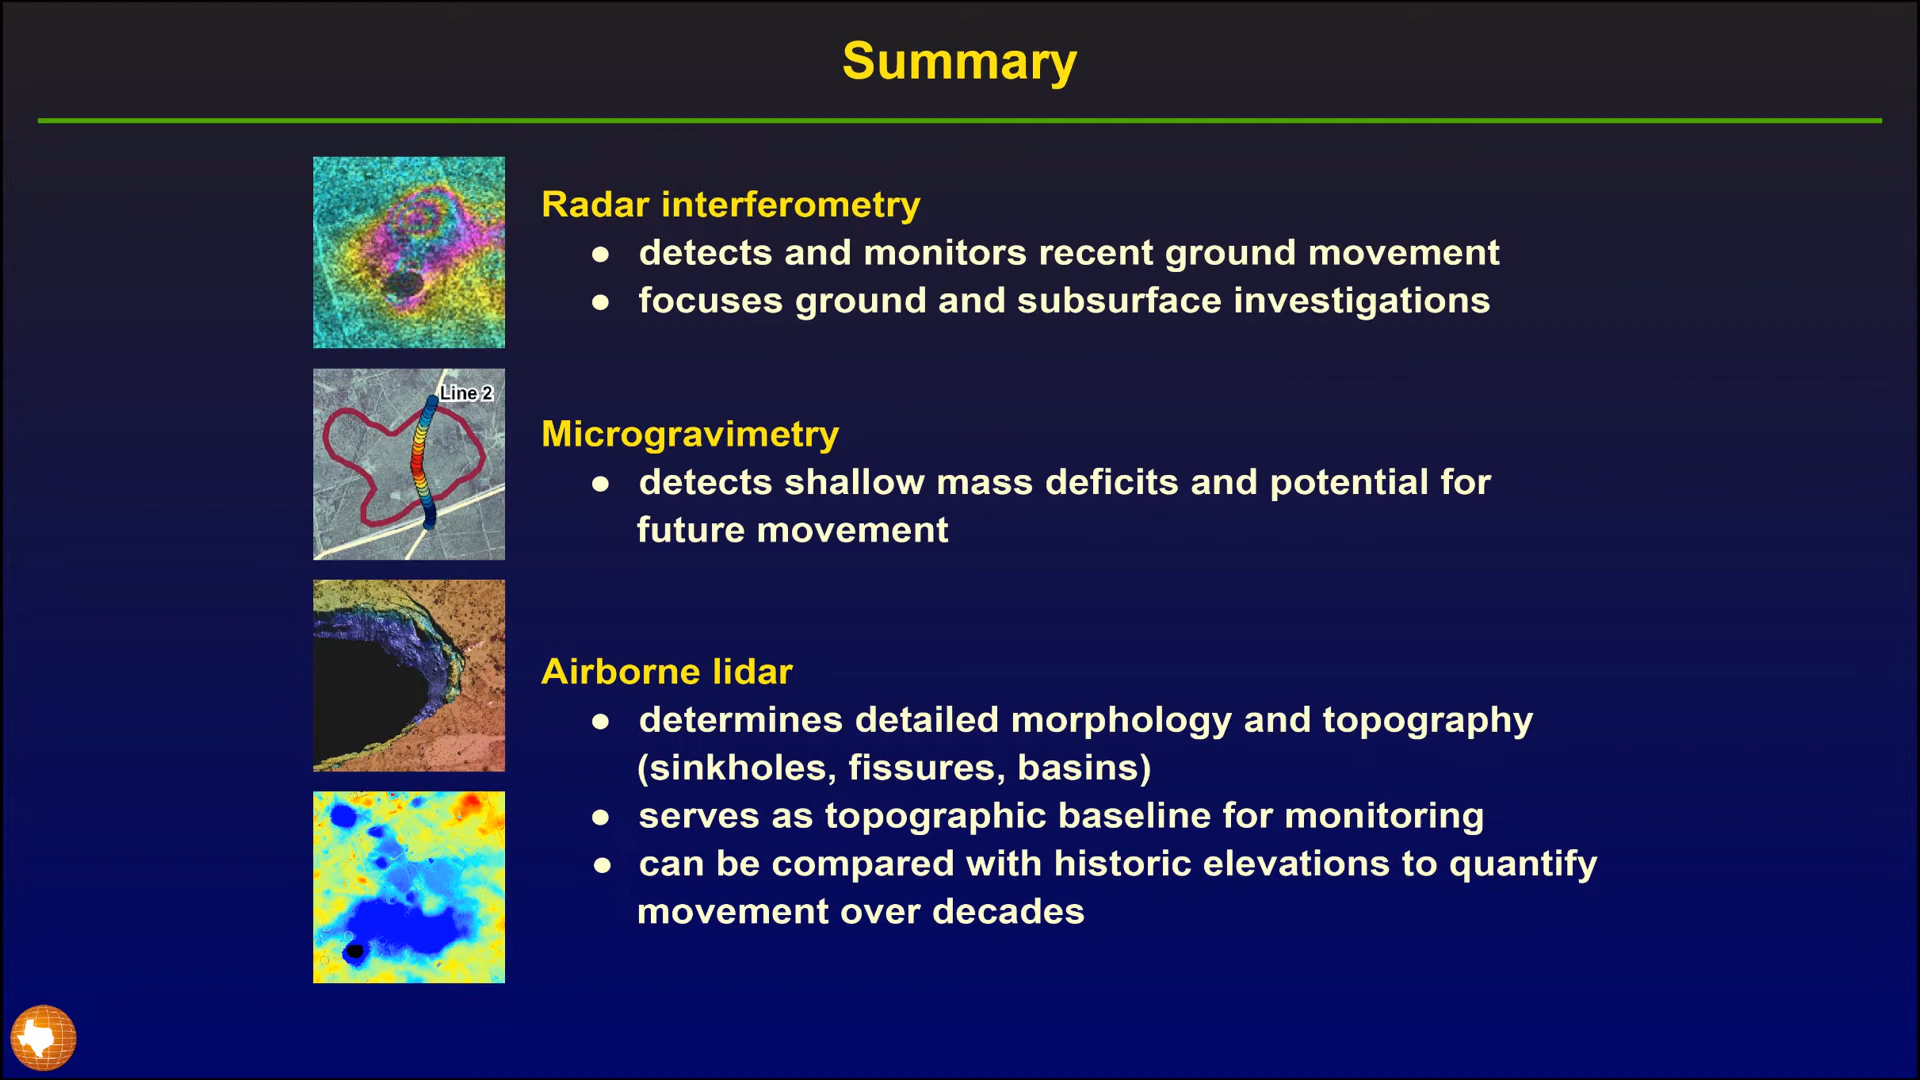 Summary
Radar interferometry
● detects and monitors recent ground movement
● focuses ground and subsurface investigations
Line 2
Microgravimetry
● detects shallow mass deficits and potential for
future movement
Airborne lidar
● determines detailed morphology and topography
(sinkholes, fissures, basins)
● serves as topographic baseline for monitoring
● can be compared with historic elevations to quantify
movement over decades